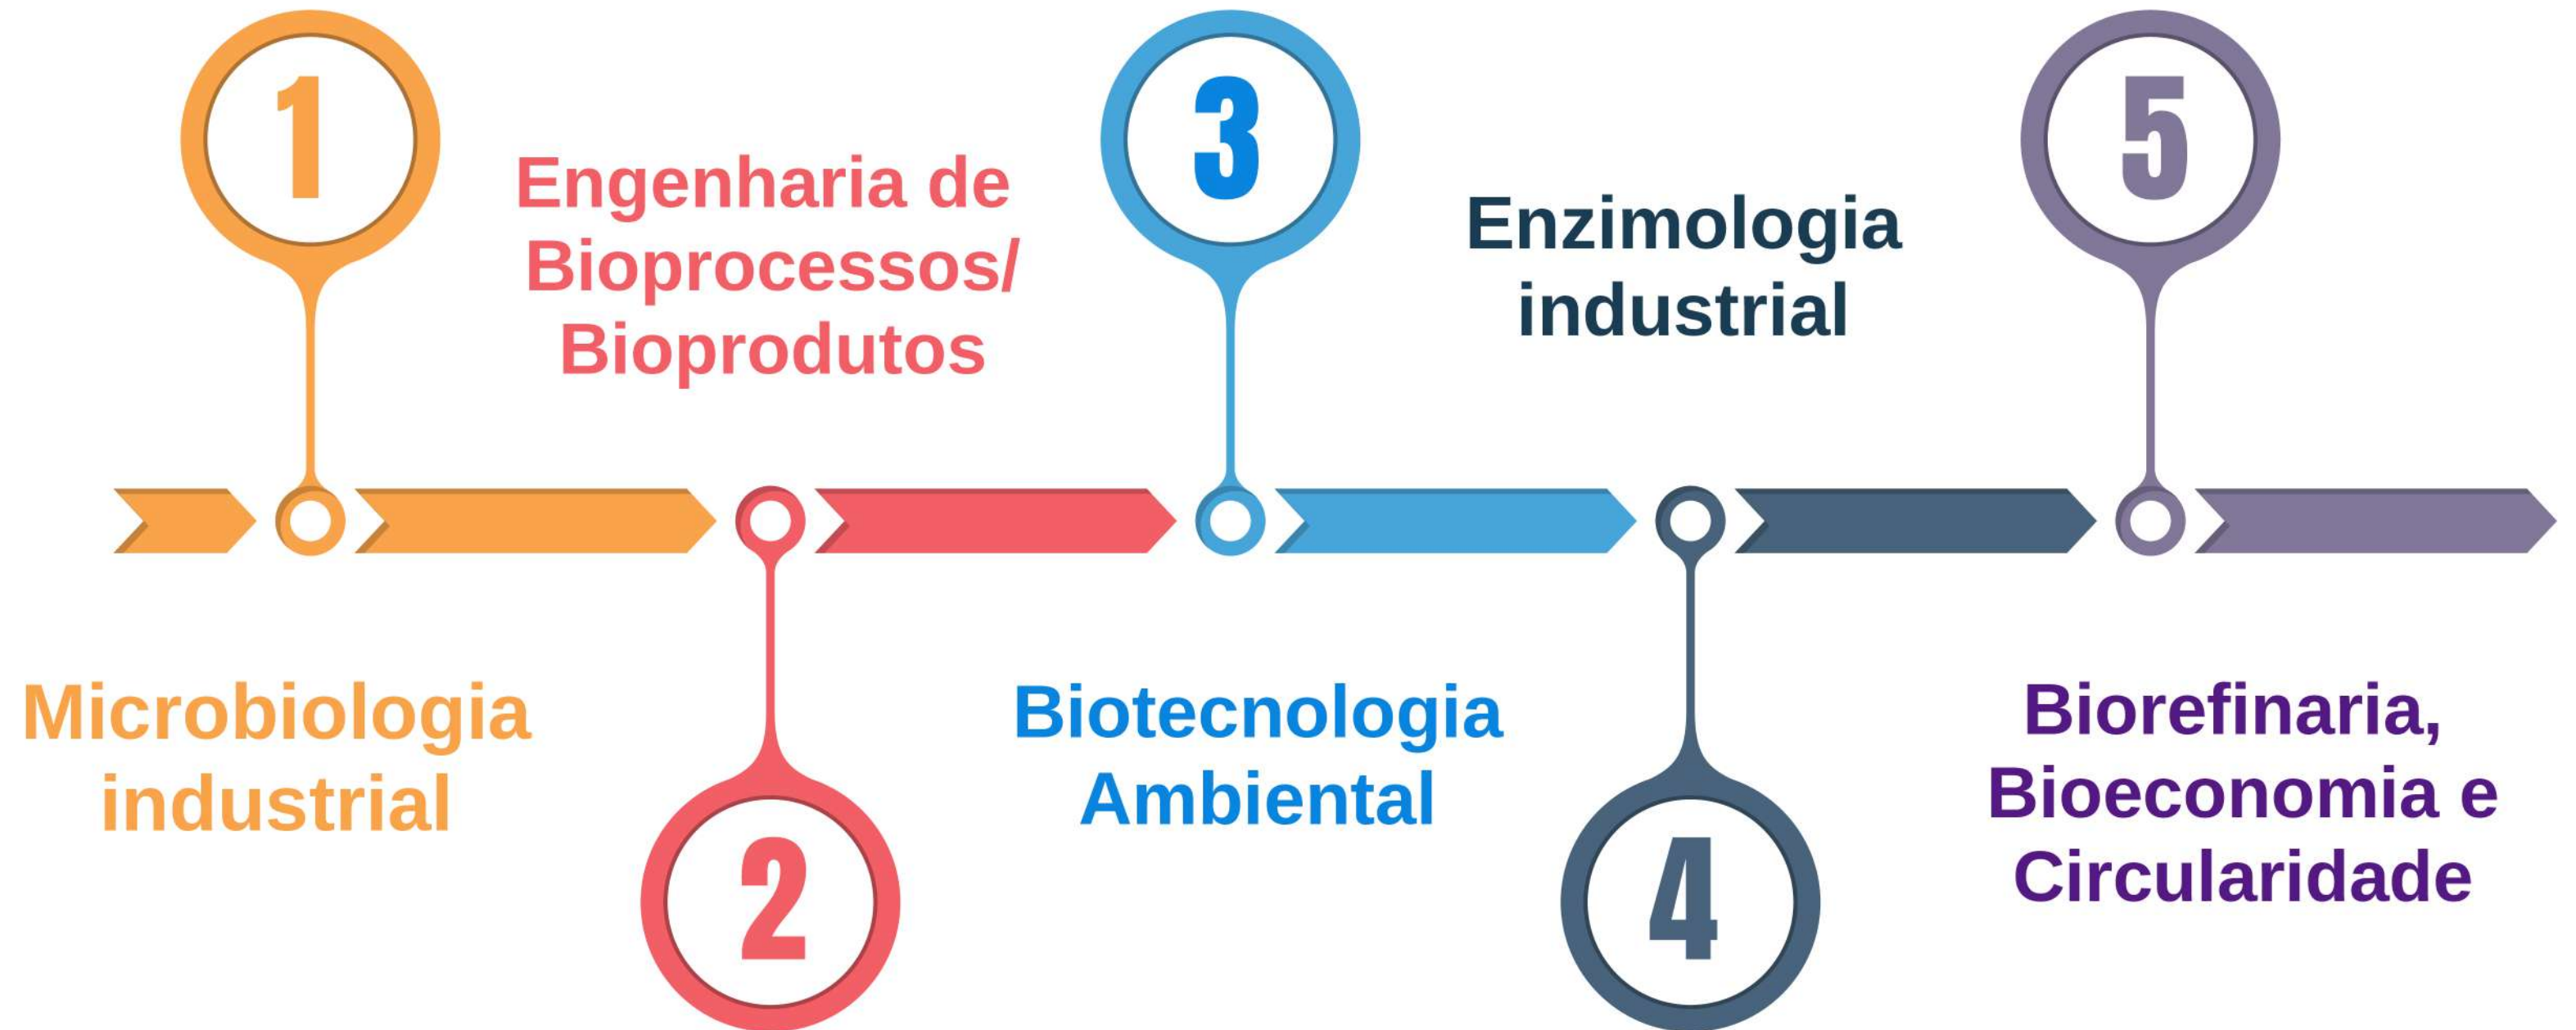 1
Microbiologia
industrial
2
Engenharia de
Bioprocessos/
Bioprodutos
3
Biotecnologia
Ambiental
4
Enzimologia
industrial
5
Biorefinaria,
Bioeconomia e
Circularidade